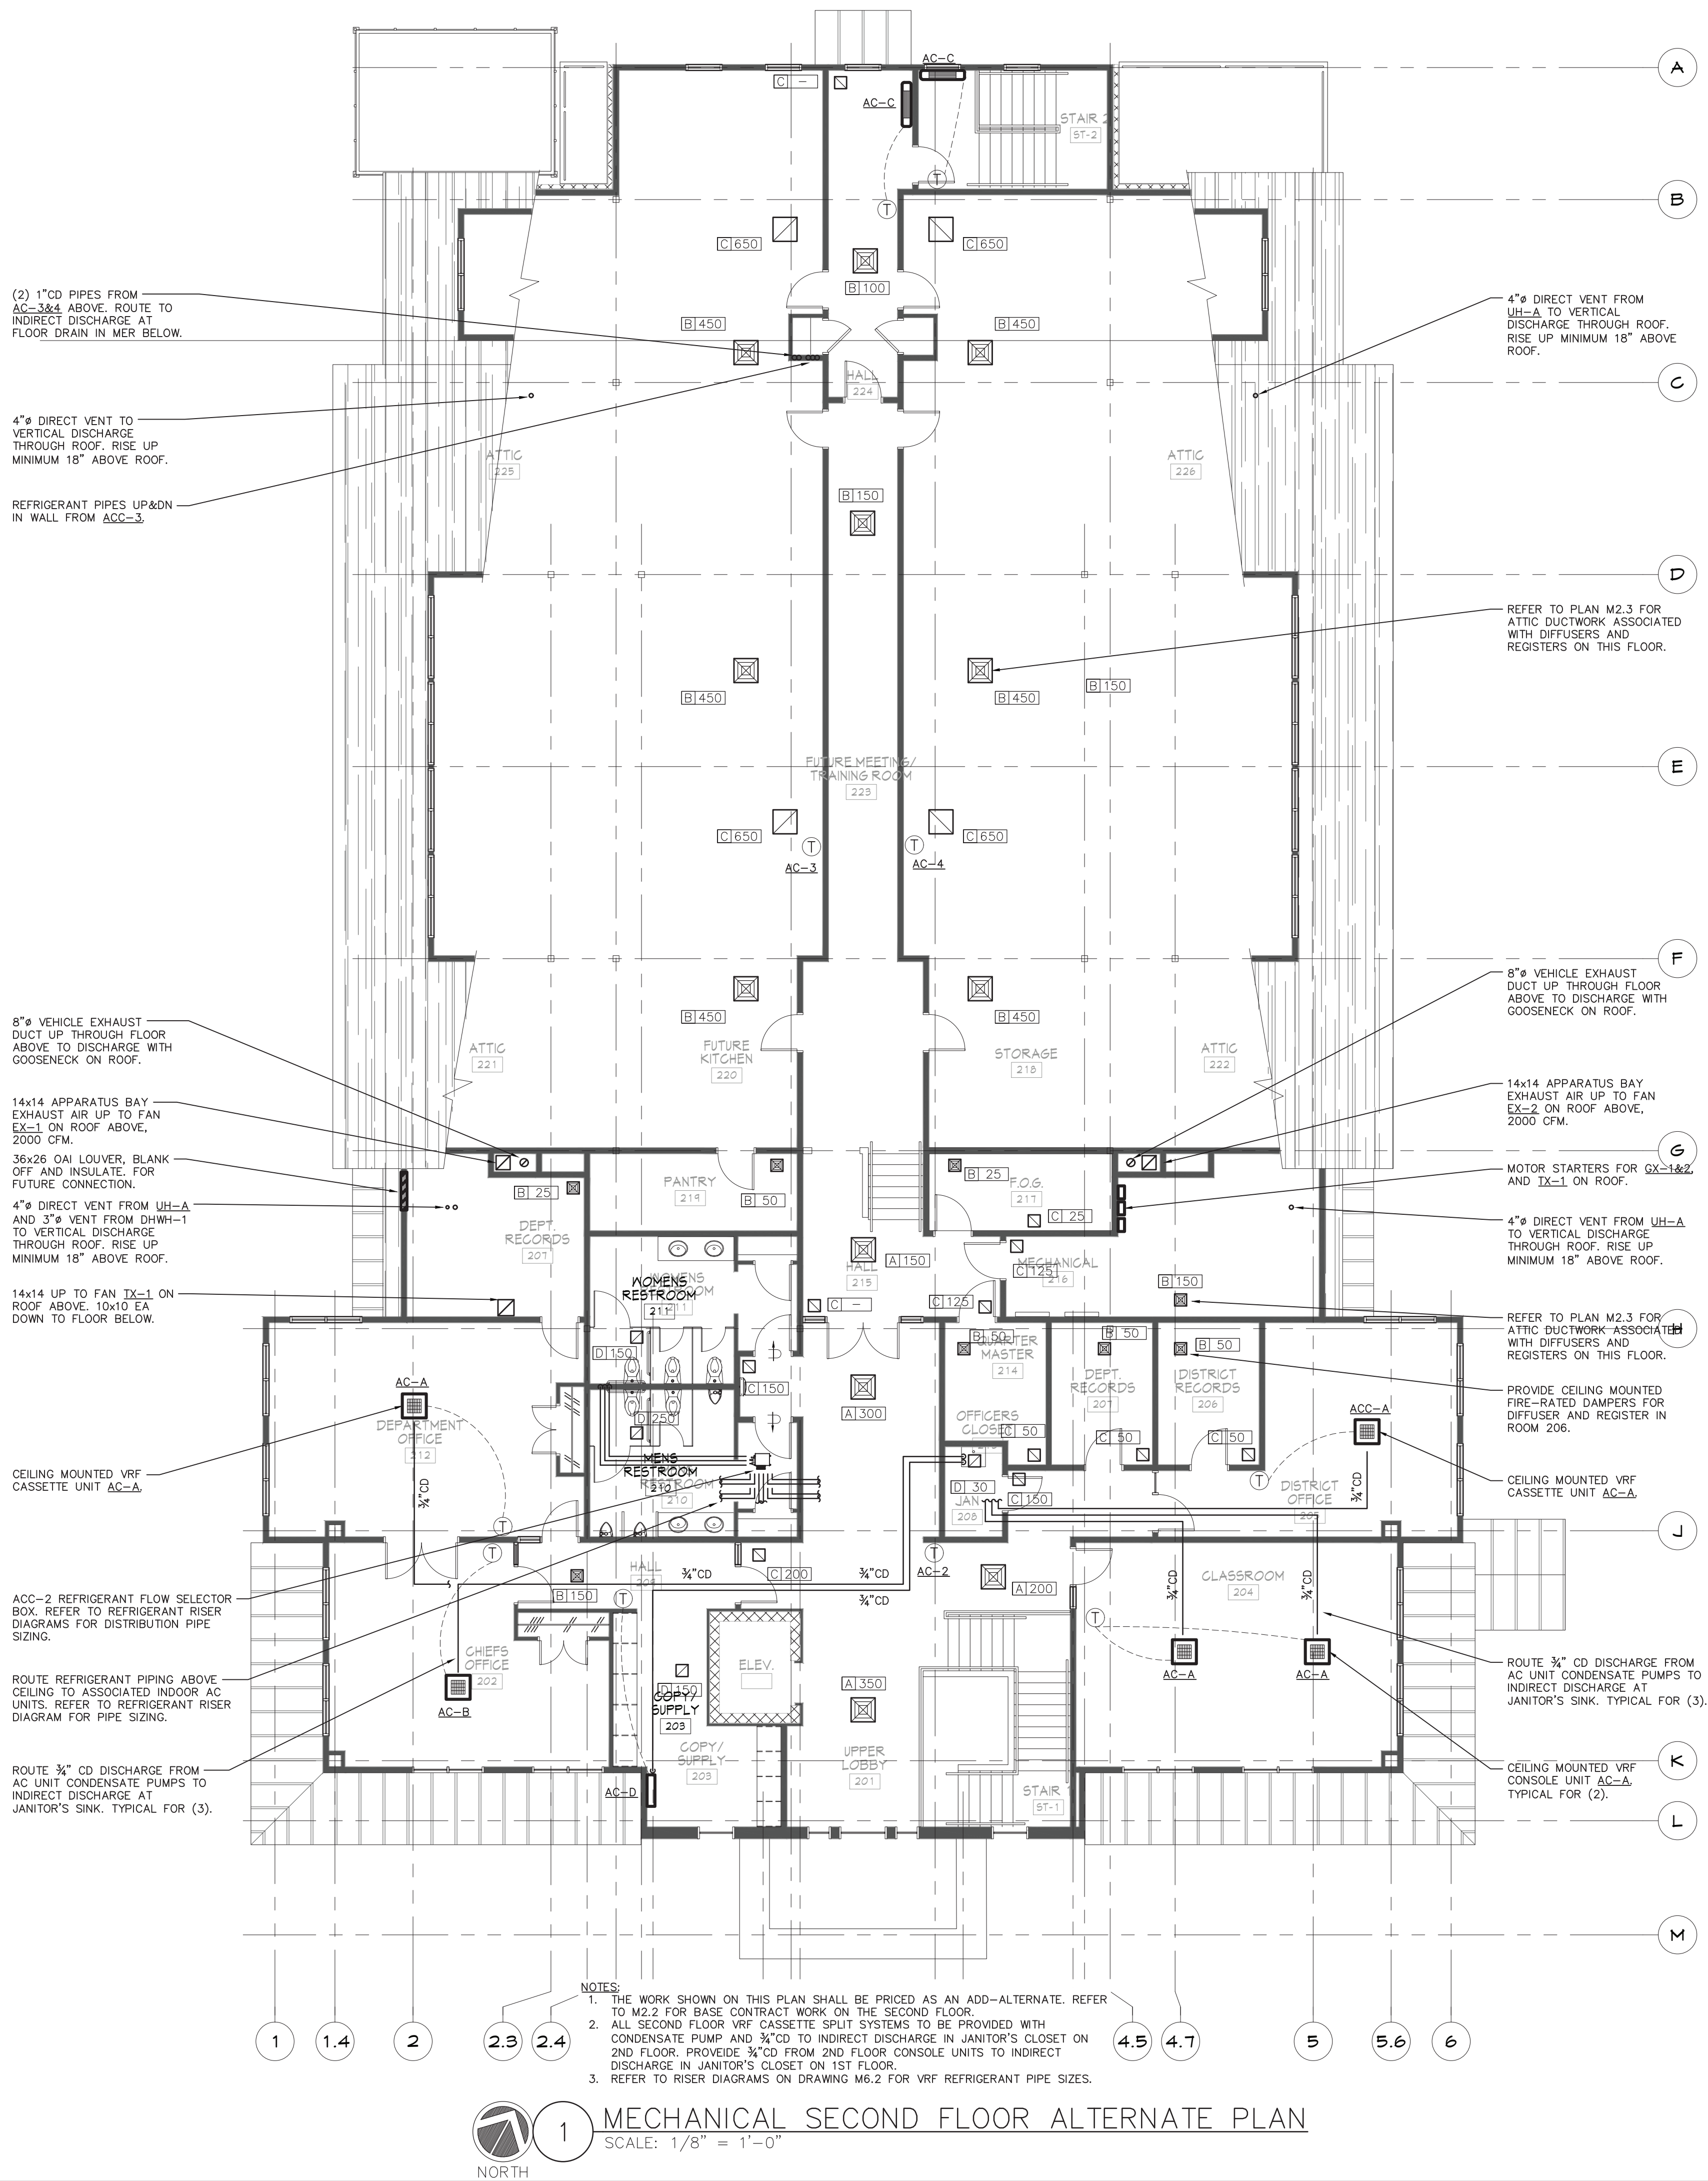 AC-C
A
C -
AC-C
STAIR 2
ST-2
B
C 650
C 650
B 100
(2) 1"CD PIPES FROM
AC-3&4 ABOVE. ROUTE TO
INDIRECT DISCHARGE AT
FLOOR DRAIN IN MER BELOW.
4"ø DIRECT VENT FROM
UH-A TO VERTICAL
DISCHARGE THROUGH ROOF.
RISE UP MINIMUM 18" ABOVE
ROOF.
B 450
B 450
HALL
224
C
4"ø DIRECT VENT TO
VERTICAL DISCHARGE
THROUGH ROOF. RISE UP
MINIMUM 18" ABOVE ROOF.
ATTIC
225
ATTIC
226
REFRIGERANT PIPES UP&DN
IN WALL FROM ACC-3.
B 150
D
REFER TO PLAN M2.3 FOR
ATTIC DUCTWORK ASSOCIATED
WITH DIFFUSERS AND
REGISTERS ON THIS FLOOR.
B 450
B 450
B 150
FUTURE MEETING/
TRAINING ROOM
223
E
C 650
C 650
T
T
AC-3
AC-4
F
8"ø VEHICLE EXHAUST
DUCT UP THROUGH FLOOR
ABOVE TO DISCHARGE WITH
GOOSENECK ON ROOF.
B 450
B 450
8"ø VEHICLE EXHAUST
DUCT UP THROUGH FLOOR
ABOVE TO DISCHARGE WITH
GOOSENECK ON ROOF.
ATTIC
221
FUTURE
KITCHEN
220
STORAGE
218
ATTIC
222
14x14 APPARATUS BAY
EXHAUST AIR UP TO FAN
EX-1 ON ROOF ABOVE,
2000 CFM.
14x14 APPARATUS BAY
EXHAUST AIR UP TO FAN
EX-2 ON ROOF ABOVE,
2000 CFM.
G
36x26 OAI LOUVER, BLANK
OFF AND INSULATE. FOR
FUTURE CONNECTION.
MOTOR STARTERS FOR GX-1&2,
AND TX-1 ON ROOF.
B 25
PANTRY
219
B 50
B 25
F.O.G.
217
C 25
4"ø DIRECT VENT FROM UH-A
AND 3"ø VENT FROM DHWH-1
TO VERTICAL DISCHARGE
THROUGH ROOF. RISE UP
MINIMUM 18" ABOVE ROOF.
4"ø DIRECT VENT FROM UH-A
TO VERTICAL DISCHARGE
THROUGH ROOF. RISE UP
MINIMUM 18" ABOVE ROOF.
DEPT.
RECORDS
207
A 150
HALL
215
MECHANICAL
216
C 125
B 150
WOMENS
RESTROOM
211
C -
C 125
14x14 UP TO FAN TX-1 ON
ROOF ABOVE. 10x10 EA
DOWN TO FLOOR BELOW.
REFER TO PLAN M2.3 FOR
ATTIC DUCTWORK ASSOCIATED
WITH DIFFUSERS AND
REGISTERS ON THIS FLOOR.
H
D 150
B 50
QUARTER
MASTER
214
B 50
B 50
DEPT.
RECORDS
207
DISTRICT
RECORDS
206
AC-A
C 150
A 300
D 250
PROVIDE CEILING MOUNTED
FIRE-RATED DAMPERS FOR
DIFFUSER AND REGISTER IN
ROOM 206.
ACC-A
DEPARTMENT
OFFICE
212
OFFICERS
C 50
C 50
C 50
MENS
RESTROOM
210
RESTROOM
210
CEILING MOUNTED VRF
CASSETTE UNIT AC-A.
¾"CD
D 30
JAN
208
C 150
DISTRICT
OFFICE
205
¾"CD
CEILING MOUNTED VRF
CASSETTE UNIT AC-A.
J
AC-2
HALL
¾"CD
C 200
¾"CD
¾"CD
A 200
B 150
CLASSROOM
204
¾"CD
¾"CD
ACC-2 REFRIGERANT FLOW SELECTOR
BOX. REFER TO REFRIGERANT RISER
DIAGRAMS FOR DISTRIBUTION PIPE
SIZING.
CHIEFS
OFFICE
202
AC-B
ELEV.
D 150
COPY/
SUPPLY
203
COPY/
SUPPLY
203
A 350
UPPER
LOBBY
201
AC-A
AC-A
ROUTE REFRIGERANT PIPING ABOVE
CEILING TO ASSOCIATED INDOOR AC
UNITS. REFER TO REFRIGERANT RISER
DIAGRAM FOR PIPE SIZING.
ROUTE ¾" CD DISCHARGE FROM
AC UNIT CONDENSATE PUMPS TO
INDIRECT DISCHARGE AT
JANITOR'S SINK. TYPICAL FOR (3).
ROUTE ¾" CD DISCHARGE FROM
AC UNIT CONDENSATE PUMPS TO
INDIRECT DISCHARGE AT
JANITOR'S SINK. TYPICAL FOR (3).
K
AC-D
STAIR 1
ST-1
CEILING MOUNTED VRF
CONSOLE UNIT AC-A.
TYPICAL FOR (2).
L
M
NOTES:
1. THE WORK SHOWN ON THIS PLAN SHALL BE PRICED AS AN ADD-ALTERNATE. REFER
TO M2.2 FOR BASE CONTRACT WORK ON THE SECOND FLOOR.
2. ALL SECOND FLOOR VRF CASSETTE SPLIT SYSTEMS TO BE PROVIDED WITH
CONDENSATE PUMP AND ¾"CD TO INDIRECT DISCHARGE IN JANITOR'S CLOSET ON
2ND FLOOR. PROVEIDE ¾"CD FROM 2ND FLOOR CONSOLE UNITS TO INDIRECT
DISCHARGE IN JANITOR'S CLOSET ON 1ST FLOOR.
3. REFER TO RISER DIAGRAMS ON DRAWING M6.2 FOR VRF REFRIGERANT PIPE SIZES.
1 1.4 2 2.3 2.4 4.5 4.7 5 5.6 6
1
MECHANICAL SECOND FLOOR ALTERNATE PLAN
SCALE: 1/8" = 1'-0"
NORTH